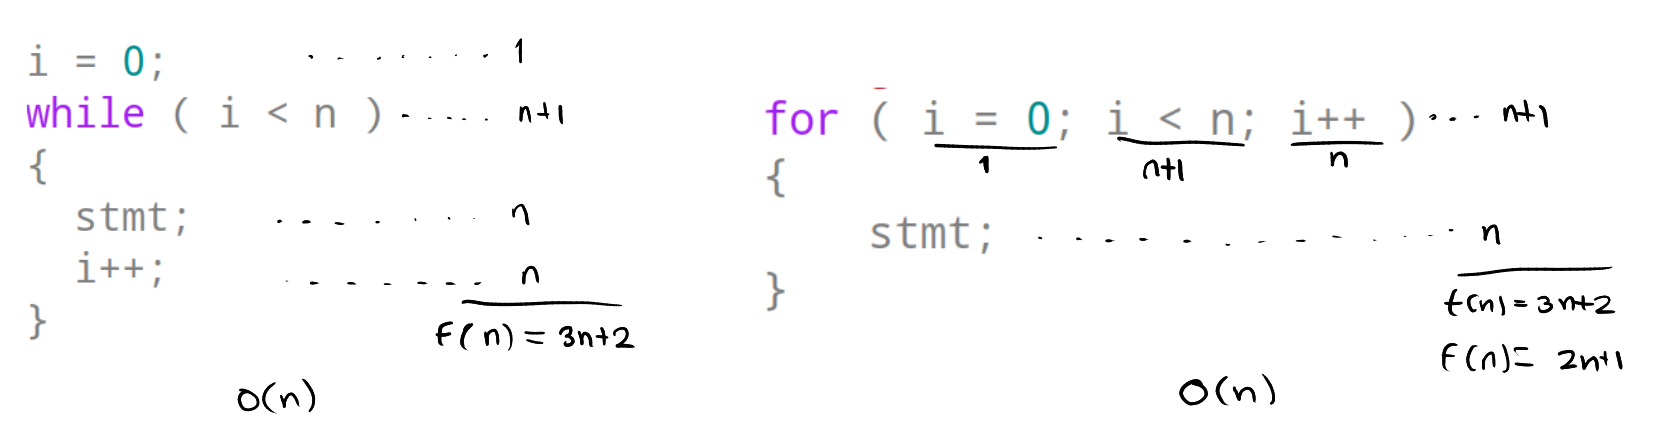 i = 0; . . . . . . . . 1
while ( i < n ) - . . . . . n+1
{
stmt; . . . . . . . . n
i++; . . . . . . . . n
}
F(n) = 3n+2
O(n)
for ( i = 0; i < n; i++ ) . . . . n+1
1 n+1 n
{
stmt; . . . . . . . . . . . . n
}
f(n) = 3n+2
F(n) = 2n+1
O(n)